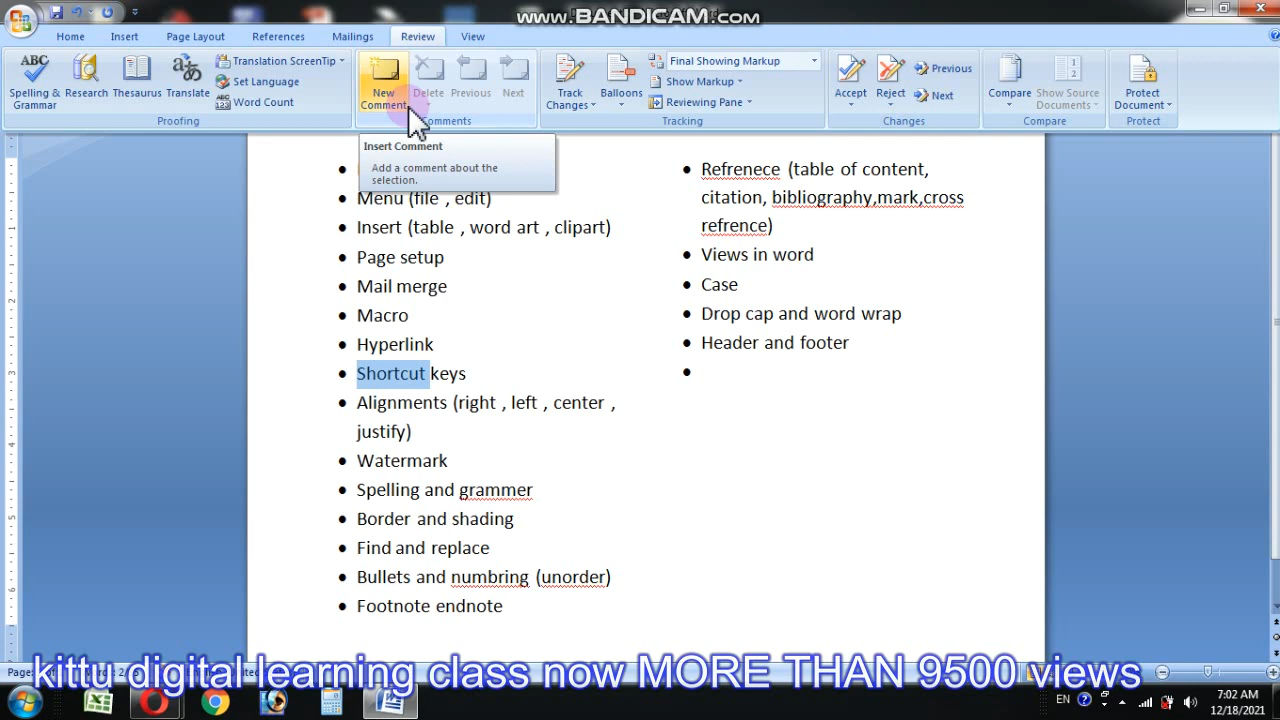 www.BANDICAM.com
Home Insert Page Layout References Mailings Review View
ABC
Spelling & Grammar
Research
Thesaurus
Translate
Translation ScreenTip
Set Language
Word Count
Proofing
New Comment
Delete
Previous
Next
Comments
Track Changes
Balloons
Final Showing Markup
Show Markup
Reviewing Pane
Tracking
Accept
Reject
Previous
Next
Changes
Compare
Show Source Documents
Compare
Protect Document
Protect
Insert Comment
Add a comment about the
selection.
• Menu (file , edit)
• Insert (table , word art , clipart)
• Page setup
• Mail merge
• Macro
• Hyperlink
• Shortcut keys
• Alignments (right , left , center ,
justify)
• Watermark
• Spelling and grammer
• Border and shading
• Find and replace
• Bullets and numbring (unorder)
• Footnote endnote
• Refrenece (table of content,
citation, bibliography,mark,cross
refrence)
• Views in word
• Case
• Drop cap and word wrap
• Header and footer
•
kittu digital learning class now MORE THAN 9500 views
EN
7:02 AM
12/18/2021